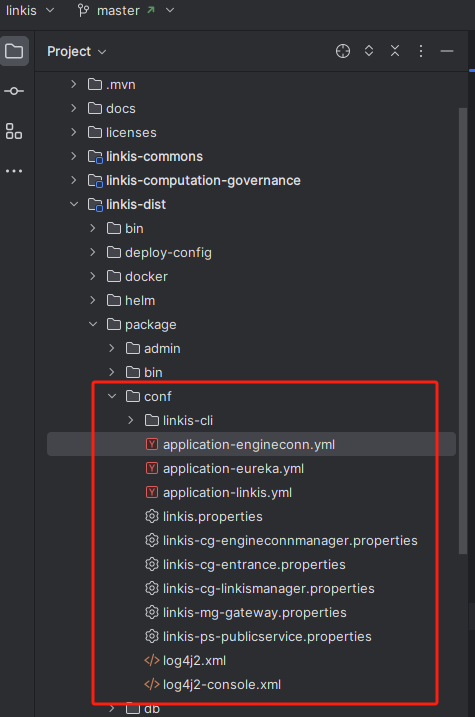 linkis master
Project
.mvn
docs
licenses
linkis-commons
linkis-computation-governance
linkis-dist
bin
deploy-config
docker
helm
package
admin
bin
conf
linkis-cli
application-engineconn.yml
application-eureka.yml
application-linkis.yml
linkis.properties
linkis-cg-engineconnmanager.properties
linkis-cg-entrance.properties
linkis-cg-linkismanager.properties
linkis-mg-gateway.properties
linkis-ps-publicservice.properties
log4j2.xml
log4j2-console.xml
db